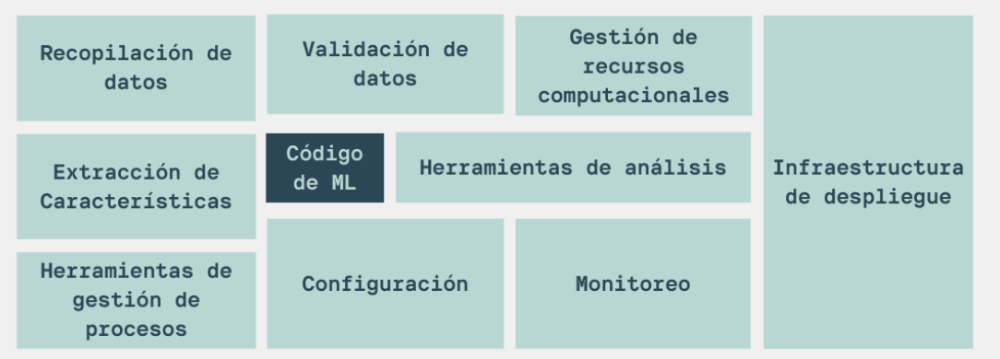 Recopilación de
datos
Validación de
datos
Gestión de
recursos
computacionales
Extracción de
Características
Código
de ML
Herramientas de análisis
Infraestructura
de despliegue
Herramientas de
gestión de
procesos
Configuración
Monitoreo